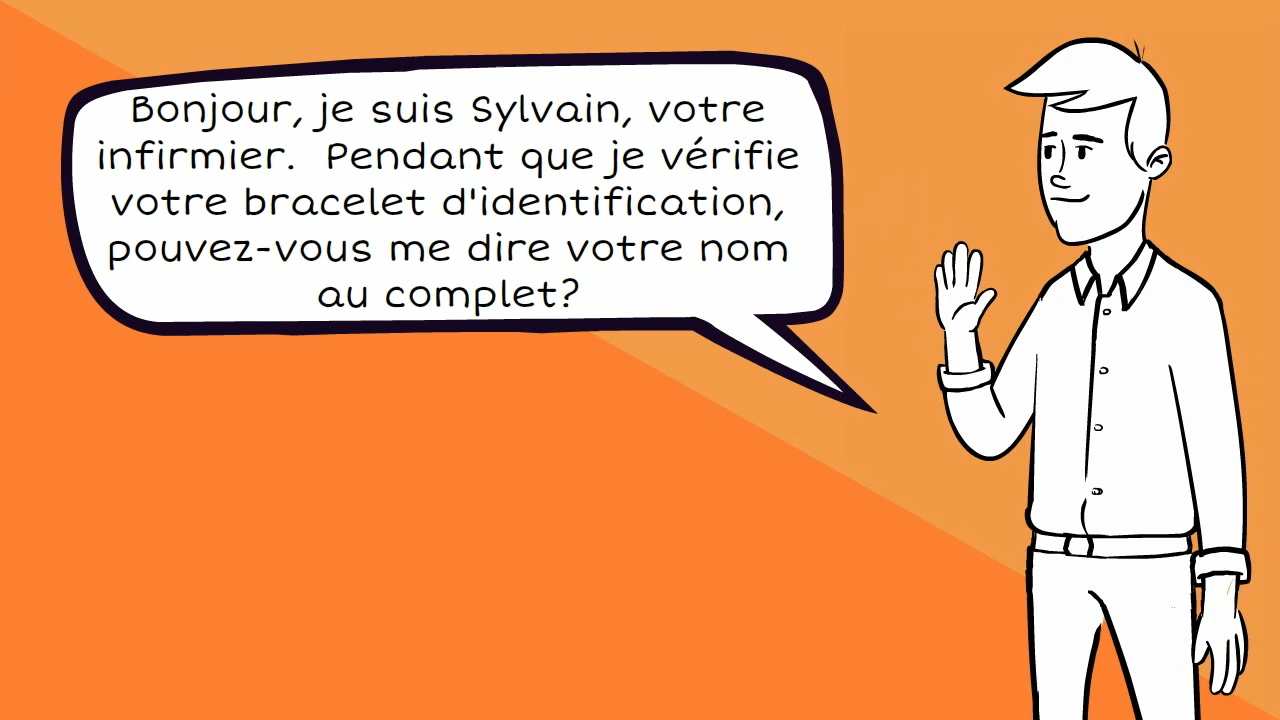 Bonjour, je suis Sylvain, votre
infirmier.  Pendant que je vérifie
votre bracelet d'identification,
pouvez-vous me dire votre nom
au complet?